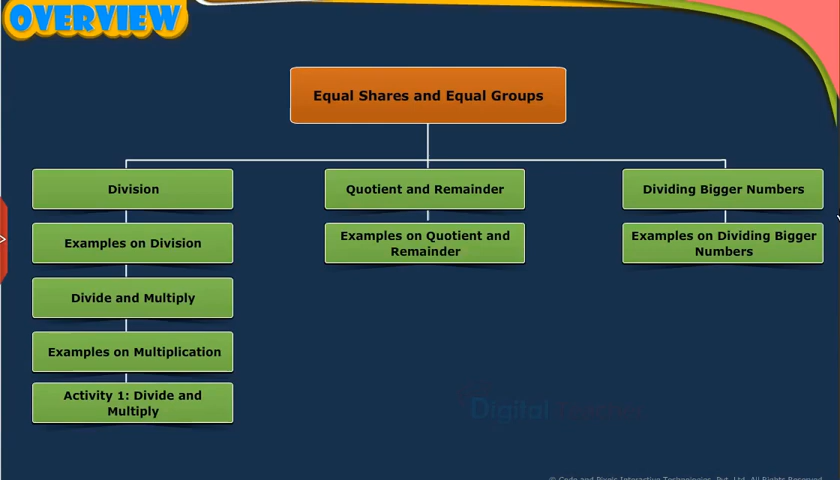 OVERVIEW
Equal Shares and Equal Groups
Division
Quotient and Remainder
Dividing Bigger Numbers
Examples on Division
Examples on Quotient and
Remainder
Examples on Dividing Bigger
Numbers
Divide and Multiply
Examples on Multiplication
Activity 1: Divide and
Multiply
Digital